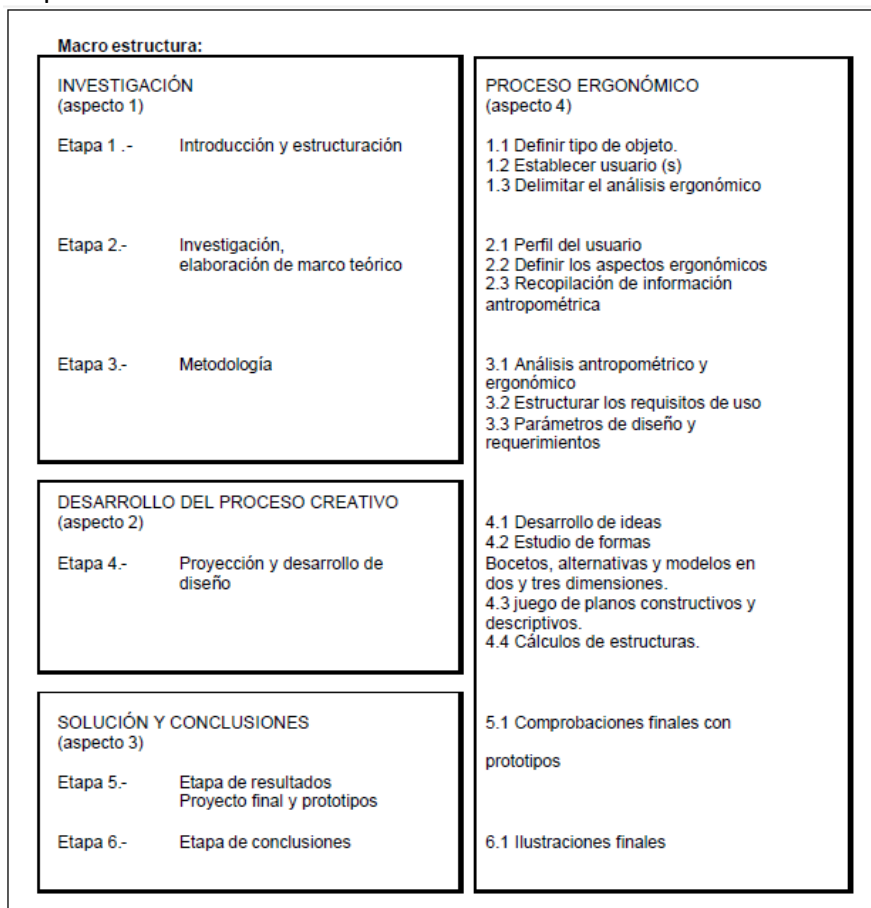 Macro estructura:
INVESTIGACIÓN
(aspecto 1)
Etapa 1 .- Introducción y estructuración
Etapa 2.- Investigación,
elaboración de marco teórico
Etapa 3.- Metodología
DESARROLLO DEL PROCESO CREATIVO
(aspecto 2)
Etapa 4.- Proyección y desarrollo de
diseño
SOLUCIÓN Y CONCLUSIONES
(aspecto 3)
Etapa 5.- Etapa de resultados
Proyecto final y prototipos
Etapa 6.- Etapa de conclusiones
PROCESO ERGONÓMICO
(aspecto 4)
1.1 Definir tipo de objeto.
1.2 Establecer usuario (s)
1.3 Delimitar el análisis ergonómico
2.1 Perfil del usuario
2.2 Definir los aspectos ergonómicos
2.3 Recopilación de información
antropométrica
3.1 Análisis antropométrico y
ergonómico
3.2 Estructurar los requisitos de uso
3.3 Parámetros de diseño y
requerimientos
4.1 Desarrollo de ideas
4.2 Estudio de formas
Bocetos, alternativas y modelos en
dos y tres dimensiones.
4.3 juego de planos constructivos y
descriptivos.
4.4 Cálculos de estructuras.
5.1 Comprobaciones finales con
prototipos
6.1 Ilustraciones finales